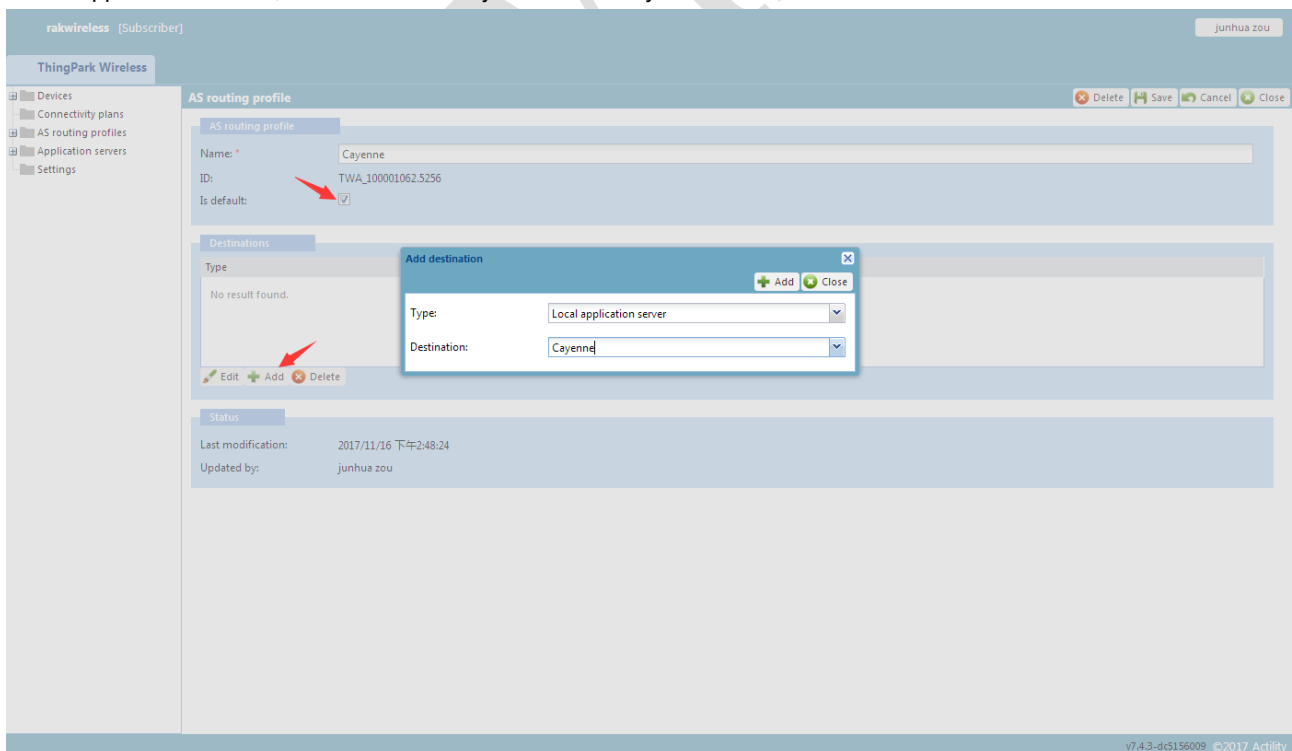 rakwireless [Subscriber]
junhua zou
ThingPark Wireless
Devices
Connectivity plans
AS routing profiles
Application servers
Settings
AS routing profile
Delete Save Cancel Close
AS routing profile
Name: *
Cayenne
ID:
TWA_100001062.5256
Is default:
Destinations
Type
No result found.
Edit Add Delete
Add destination
Add Close
Type:
Local application server
Destination:
Cayenne
Status
Last modification:
2017/11/16 下午2:48:24
Updated by:
junhua zou
v7.4.3-dc5156009 ©2017 Actility